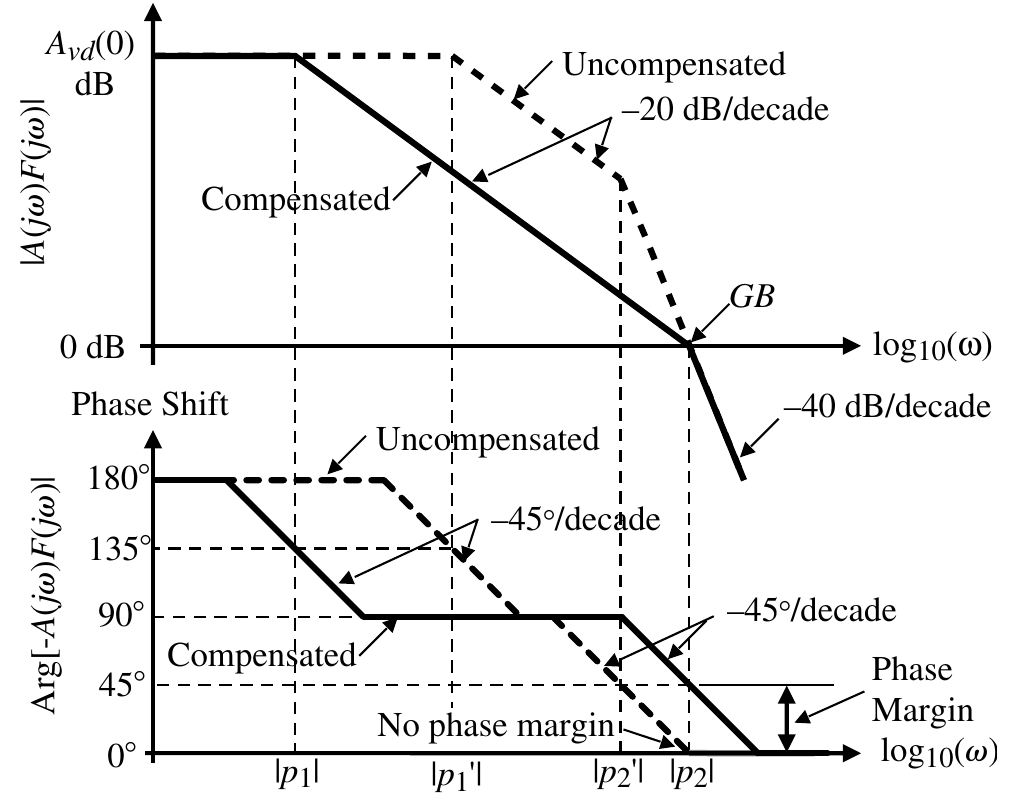 A_vd(0)
dB
Uncompensated
–20 dB/decade
|A(jω)F(jω)|
Compensated
GB
0 dB
log10(ω)
Phase Shift
–40 dB/decade
Uncompensated
180°
–45°/decade
135°
Arg[-A(jω)F(jω)|
90°
–45°/decade
Compensated
45°
Phase
Margin
No phase margin
0°
log10(ω)
|p1| |p1'| |p2'| |p2|